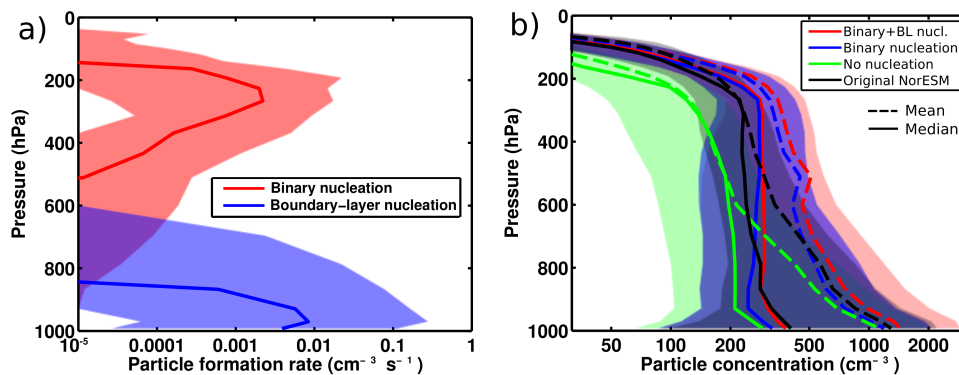 a)
0
200
400
600
800
1000
Pressure (hPa)
Binary nucleation
Boundary−layer nucleation
10⁻⁵ 0.0001 0.001 0.01 0.1 1
Particle formation rate (cm⁻³ s⁻¹)
b)
0
200
400
600
800
1000
Pressure (hPa)
Binary+BL nucl.
Binary nucleation
No nucleation
Original NorESM
Mean
Median
50 100 200 300 500 1000 2000
Particle concentration (cm⁻³)